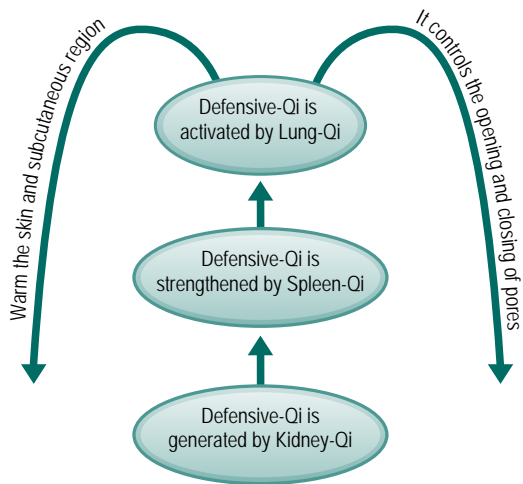 Warm the skin and subcutaneous region
It controls the opening and closing of pores
Defensive-Qi is
activated by Lung-Qi
Defensive-Qi is
strengthened by Spleen-Qi
Defensive-Qi is
generated by Kidney-Qi